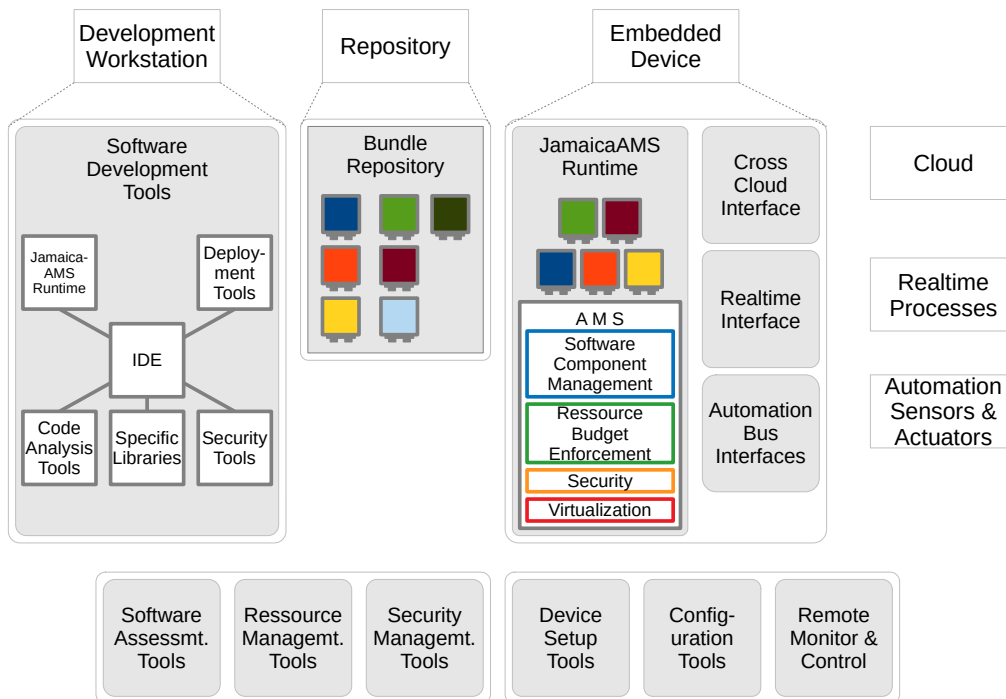 Development
Workstation
Repository
Embedded
Device
Software
Development
Tools
Jamaica-
AMS
Runtime
Deploy-
ment
Tools
IDE
Code
Analysis
Tools
Specific
Libraries
Security
Tools
Bundle
Repository
JamaicaAMS
Runtime
A M S
Software
Component
Management
Ressource
Budget
Enforcement
Security
Virtualization
Cross
Cloud
Interface
Realtime
Interface
Automation
Bus
Interfaces
Cloud
Realtime
Processes
Automation
Sensors &
Actuators
Software
Assessmt.
Tools
Ressource
Managemt.
Tools
Security
Managemt.
Tools
Device
Setup
Tools
Config-
uration
Tools
Remote
Monitor &
Control